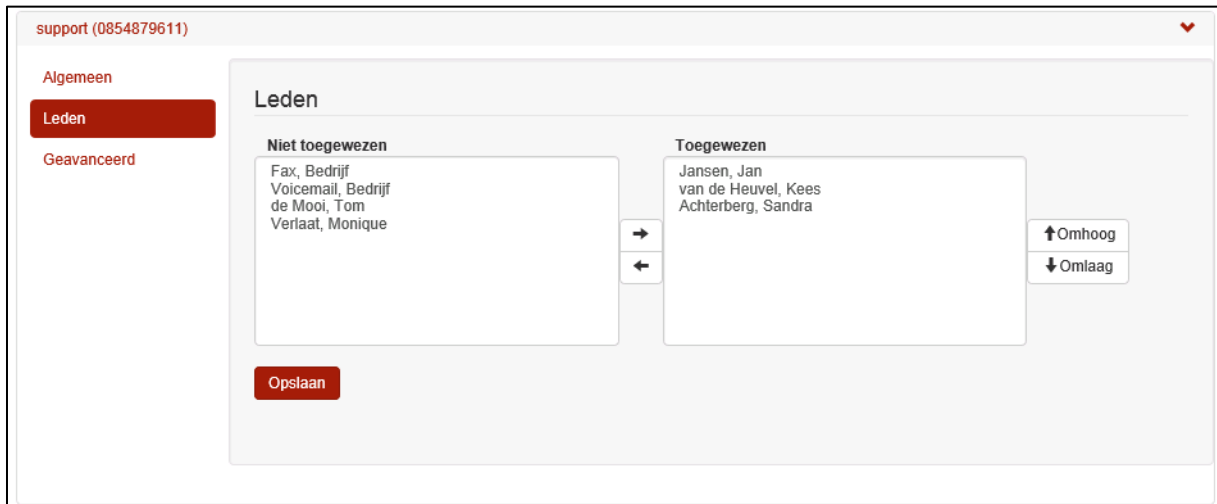 support (0854879611)
Algemeen
Leden
Geavanceerd
Leden
Niet toegewezen
Fax, Bedrijf
Voicemail, Bedrijf
de Mooi, Tom
Verlaat, Monique
Toegewezen
Jansen, Jan
van de Heuvel, Kees
Achterberg, Sandra
Omhoog
Omlaag
Opslaan